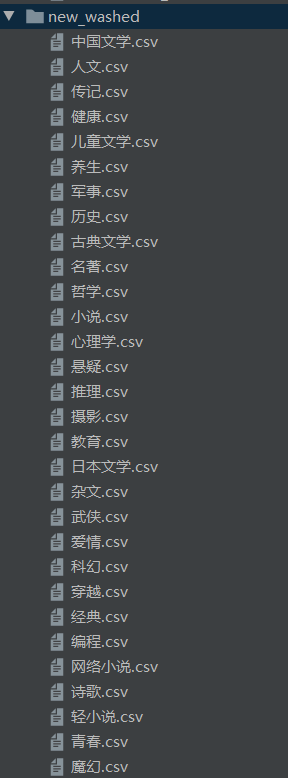 new_washed
中国文学.csv
人文.csv
传记.csv
健康.csv
儿童文学.csv
养生.csv
军事.csv
历史.csv
古典文学.csv
名著.csv
哲学.csv
小说.csv
心理学.csv
悬疑.csv
推理.csv
摄影.csv
教育.csv
日本文学.csv
杂文.csv
武侠.csv
爱情.csv
科幻.csv
穿越.csv
经典.csv
编程.csv
网络小说.csv
诗歌.csv
轻小说.csv
青春.csv
魔幻.csv